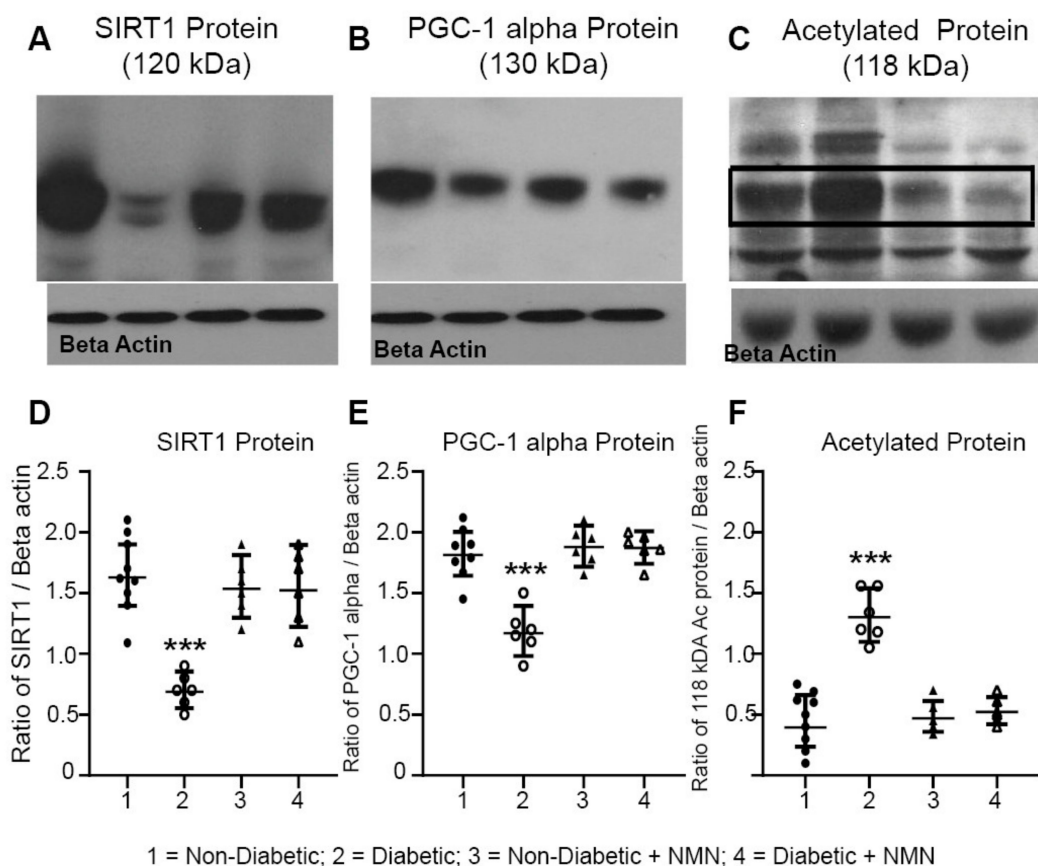 A
SIRT1 Protein
(120 kDa)
Beta Actin
B
PGC-1 alpha Protein
(130 kDa)
Beta Actin
C
Acetylated Protein
(118 kDa)
Beta Actin
D
SIRT1 Protein
Ratio of SIRT1 / Beta actin
2.5
2.0
1.5
***
1.0
0.5
0
1 2 3 4
E
PGC-1 alpha Protein
Ratio of PGC-1 alpha / Beta actin
2.5
2.0
***
1.5
1.0
0.5
0
1 2 3 4
F
Acetylated Protein
Ratio of 118 kDA Ac protein / Beta actin
2.5
2.0
***
1.5
1.0
0.5
0
1 2 3 4
1 = Non-Diabetic; 2 = Diabetic; 3 = Non-Diabetic + NMN; 4 = Diabetic + NMN